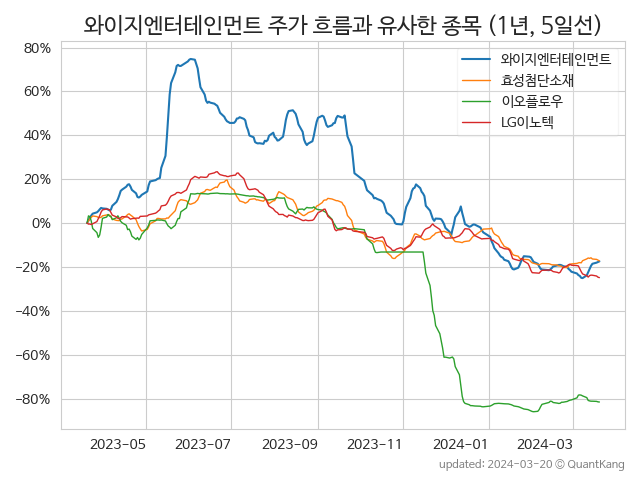 와이지엔터테인먼트 주가 흐름과 유사한 종목 (1년, 5일선)
80%
60%
40%
20%
0%
−20%
−40%
−60%
−80%
와이지엔터테인먼트
효성첨단소재
이오플로우
LG이노텍
2023-05 2023-07 2023-09 2023-11 2024-01 2024-03
updated: 2024-03-20 © QuantKang